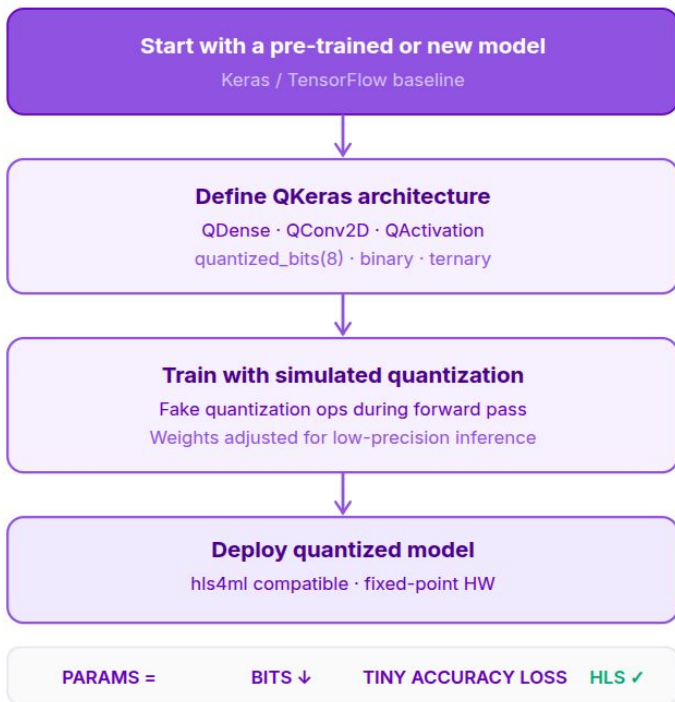 Start with a pre-trained or new model
Keras / TensorFlow baseline
Define QKeras architecture
QDense · QConv2D · QActivation
quantized_bits(8) · binary · ternary
Train with simulated quantization
Fake quantization ops during forward pass
Weights adjusted for low-precision inference
Deploy quantized model
hls4ml compatible · fixed-point HW
PARAMS = BITS ↓ TINY ACCURACY LOSS HLS ✓